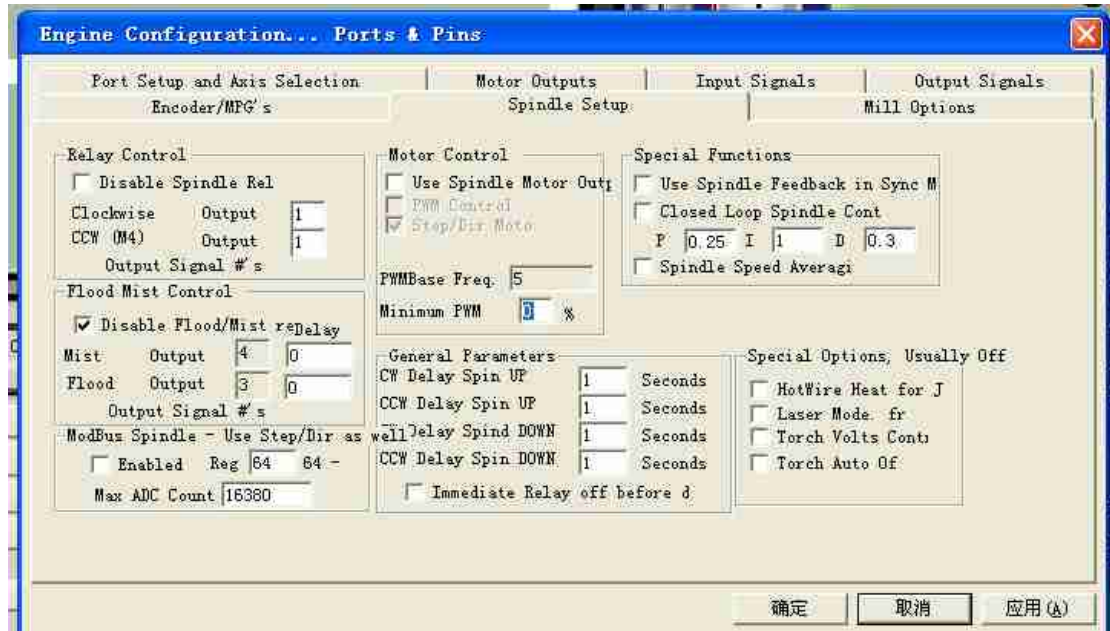 Engine Configuration... Ports & Pins
Port Setup and Axis Selection
Motor Outputs
Input Signals
Output Signals
Encoder/MPG's
Spindle Setup
Mill Options
Relay Control
Disable Spindle Rel
Clockwise Output 1
CCW (M4) Output 1
Output Signal #'s
Flood Mist Control
Disable Flood/Mist re Delay
Mist Output 4 0
Flood Output 3 0
Output Signal #'s
ModBus Spindle - Use Step/Dir as well
Enabled Reg 64 64 -
Max ADC Count 16380
Motor Control
Use Spindle Motor Outp
PWM Control
Step/Dir Moto
PWMBase Freq. 5
Minimum PWM 0 %
General Parameters
CW Delay Spin UP 1 Seconds
CCW Delay Spin UP 1 Seconds
Delay Spind DOWN 1 Seconds
CCW Delay Spin DOWN 1 Seconds
Immediate Relay off before d
Special Functions
Use Spindle Feedback in Sync M
Closed Loop Spindle Cont
P 0.25 I 1 D 0.3
Spindle Speed Averagi
Special Options, Usually Off
HotWire Heat for J
Laser Mode. fr
Torch Volts Cont
Torch Auto Of
确定
取消
应用(A)